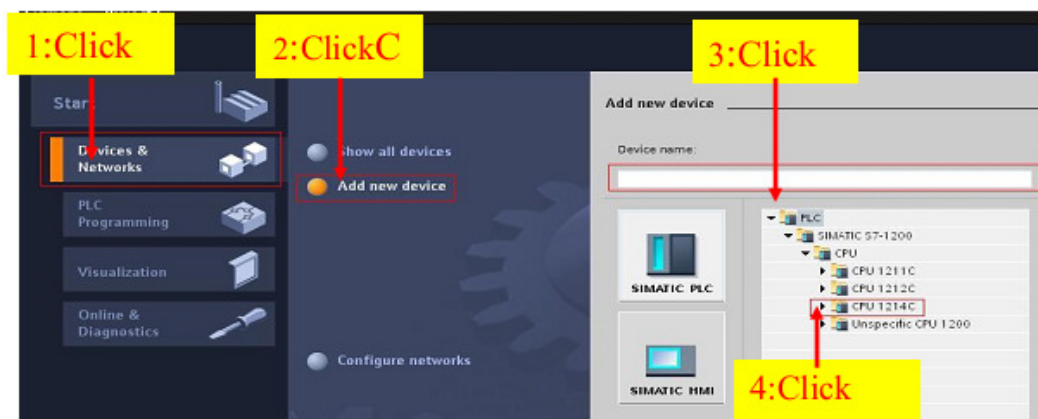 1:Click
2:ClickC
3:Click
Start
Devices &
Networks
PLC
Programming
Visualization
Online &
Diagnostics
Show all devices
Add new device
Configure networks
Add new device
Device name:
SIMATIC PLC
SIMATIC HMI
PLC
SIMATIC S7-1200
CPU
CPU 1211C
CPU 1212C
CPU 1214C
Unspecific CPU 1200
4:Click